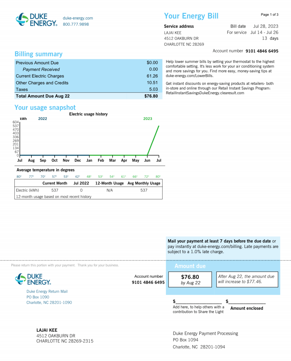 DUKE ENERGY.
duke-energy.com
800.777.9898
Your Energy Bill
Page 1 of 3
Service address
Bill date Jul 28, 2023
LAJAI KEE
For service Jul 14 - Jul 26
4512 OAKBURN DR
13 days
CHARLOTTE NC 28269
Account number 9101 4846 6495
Billing summary
Previous Amount Due $0.00
Payment Received 0.00
Current Electric Charges 61.26
Other Charges and Credits 10.51
Taxes 5.03
Total Amount Due Aug 22 $76.80
Help lower summer bills by setting your thermostat to the highest
comfortable setting. It's less work for your air conditioning system
and more savings for you. Find more easy, money-saving tips at
duke-energy.com/LowerBills.
Get instant discounts on energy-saving products at retailers- both
in-store and online through our Retail Instant Savings Program-
Your usage snapshot
Electric usage history
kWh 2022 2023
Jul Aug Sep Oct Nov Dec Jan Feb Mar Apr May Jun Jul
Average temperature in degrees
Current Month Jul 2022 12-Month Usage Avg Monthly Usage
Electric (kWh) 537 0 N/A 537
12-month usage based on most recent history
Mail your payment at least 7 days before the due date or
pay instantly at duke-energy.com/billing. Late payments are
subject to a 1.0% late charge.
Please return this portion with your payment. Thank you for your business.
Amount due
DUKE ENERGY.
Account number
9101 4846 6495
$76.80
by Aug 22
After Aug 22, the amount due
will increase to $77.46.
Duke Energy Return Mail
PO Box 1090
Charlotte, NC 28201-1090
$ $
Add here, to help others with a
contribution to Share the Light
Amount enclosed
LAJAI KEE
4512 OAKBURN DR
CHARLOTTE NC 28269-2315
Duke Energy Payment Processing
PO Box 1094
Charlotte, NC 28201-1094